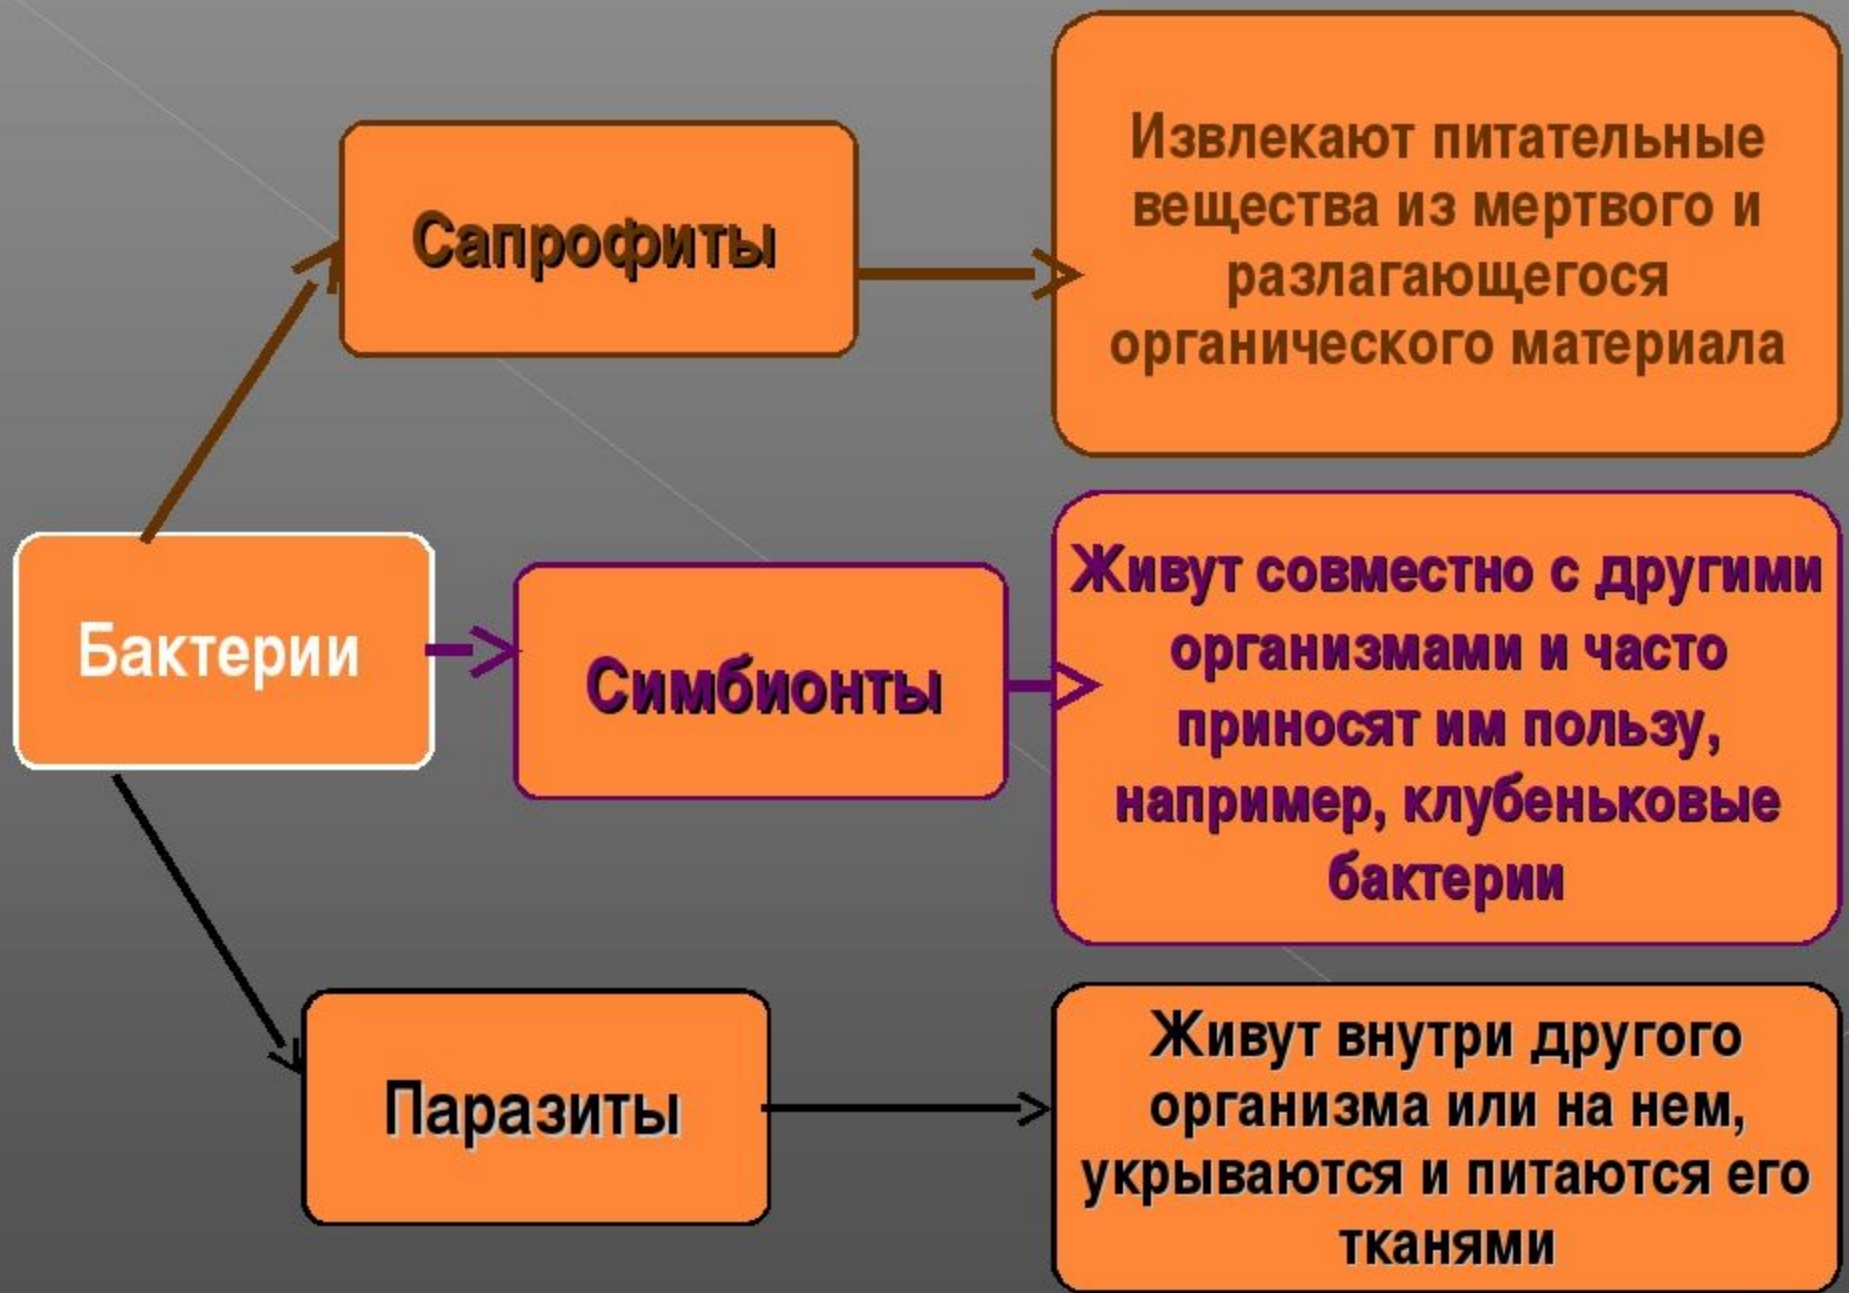 Сапрофиты
Извлекают питательные
вещества из мертвого и
разлагающегося
органического материала
Бактерии
Симбионты
Живут совместно с другими
организмами и часто
приносят им пользу,
например, клубеньковые
бактерии
Паразиты
Живут внутри другого
организма или на нем,
укрываются и питаются его
тканями